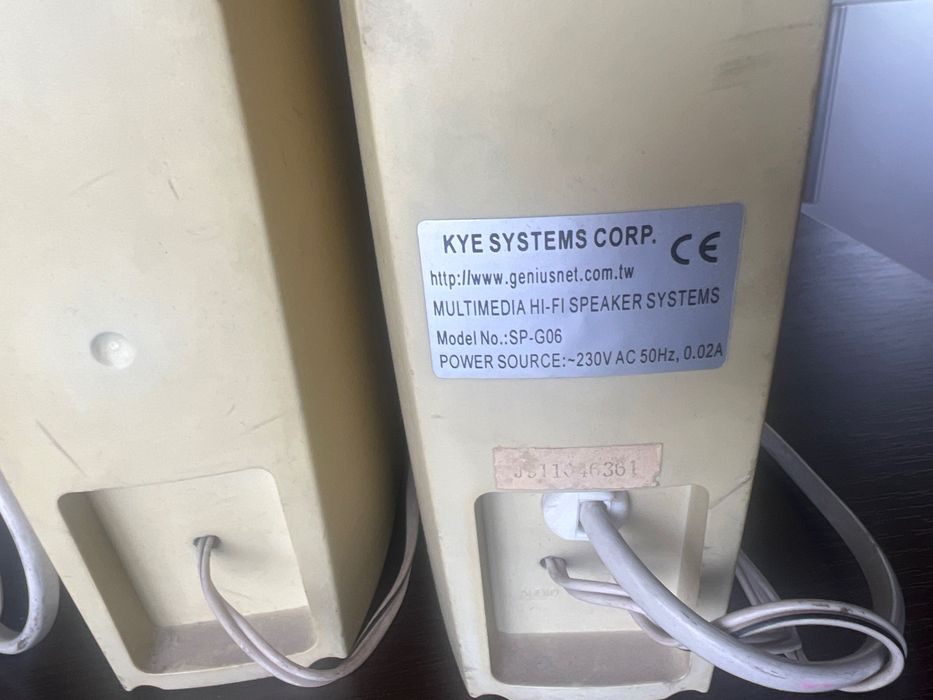 KYE SYSTEMS CORP. CE
http://www.geniusnet.com.tw
MULTIMEDIA HI-FI SPEAKER SYSTEMS
Model No.:SP-G06
POWER SOURCE:~230V AC 50Hz, 0.02A